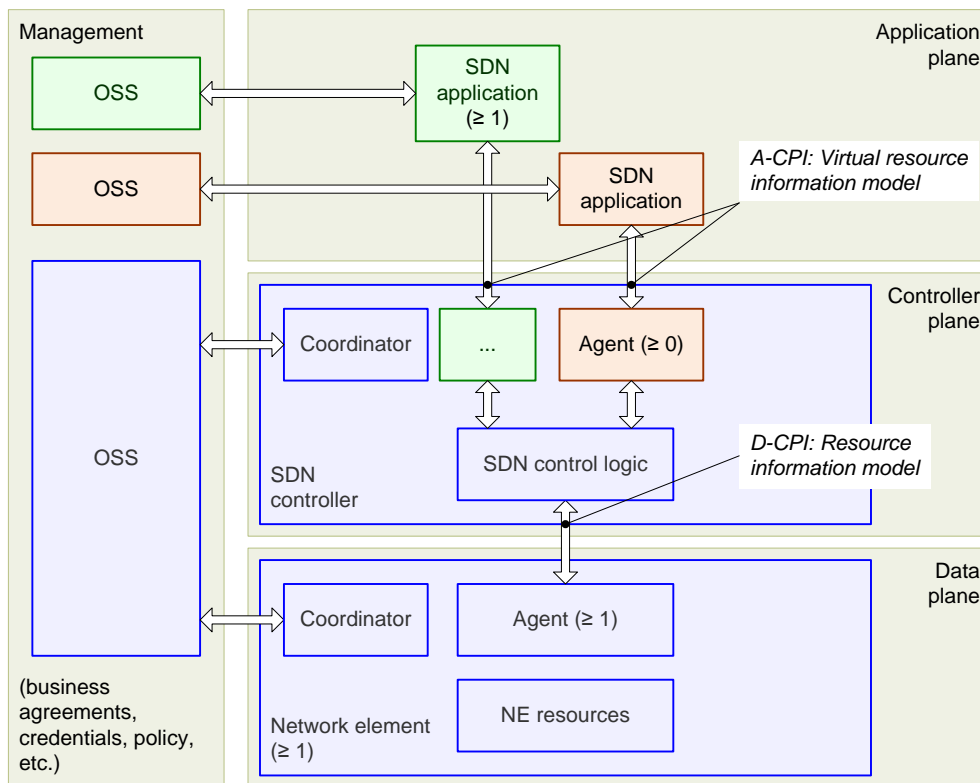 Management
OSS
OSS
OSS
(business
agreements,
credentials, policy,
etc.)
Application
plane
SDN
application
(≥ 1)
SDN
application
A-CPI: Virtual resource
information model
Controller
plane
Coordinator
...
Agent (≥ 0)
SDN control logic
SDN
controller
D-CPI: Resource
information model
Data
plane
Coordinator
Agent (≥ 1)
NE resources
Network element
(≥ 1)